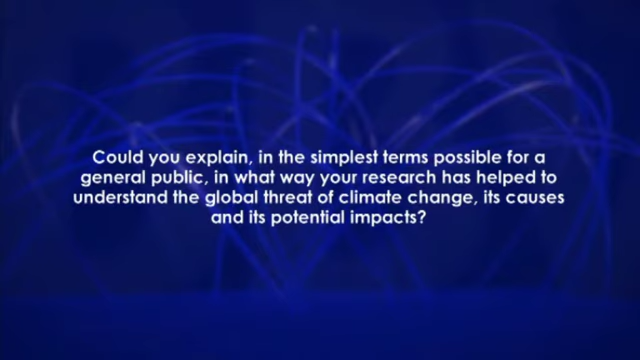 Could you explain, in the simplest terms possible for a
general public, in what way your research has helped to
understand the global threat of climate change, its causes
and its potential impacts?